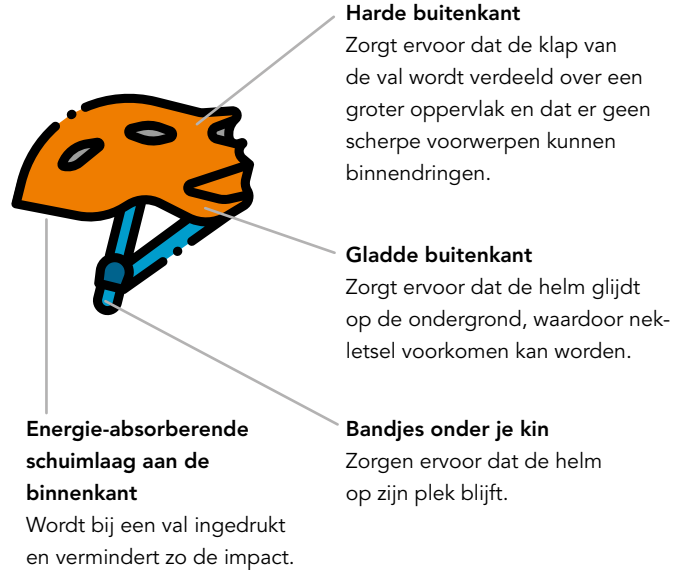 Harde buitenkant
Zorgt ervoor dat de klap van
de val wordt verdeeld over een
groter oppervlak en dat er geen
scherpe voorwerpen kunnen
binnendringen.
Gladde buitenkant
Zorgt ervoor dat de helm glijdt
op de ondergrond, waardoor nek-
letsel voorkomen kan worden.
Energie-absorberende
schuimlaag aan de
binnenkant
Wordt bij een val ingedrukt
en vermindert zo de impact.
Bandjes onder je kin
Zorgen ervoor dat de helm
op zijn plek blijft.